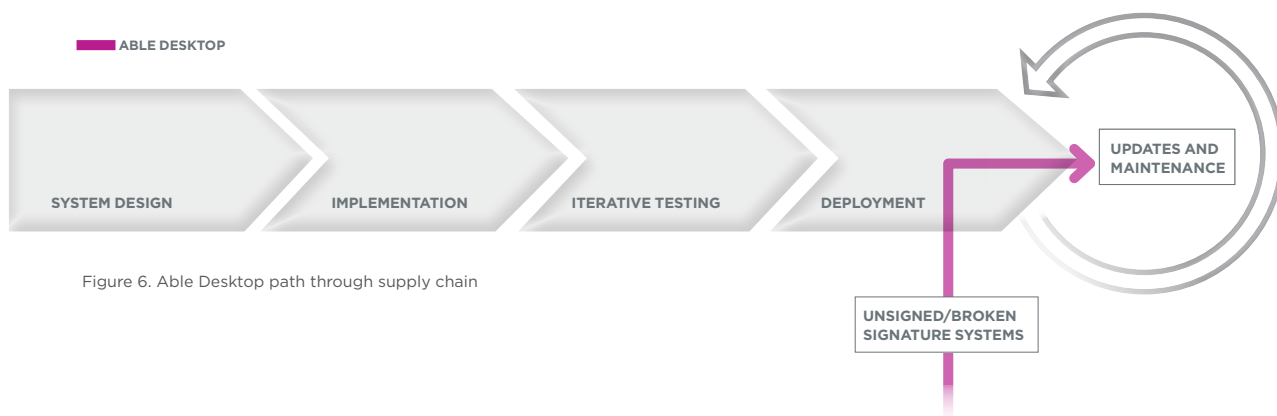 ABLE DESKTOP
SYSTEM DESIGN
IMPLEMENTATION
ITERATIVE TESTING
DEPLOYMENT
UPDATES AND
MAINTENANCE
UNSIGNED/BROKEN
SIGNATURE SYSTEMS
Figure 6. Able Desktop path through supply chain